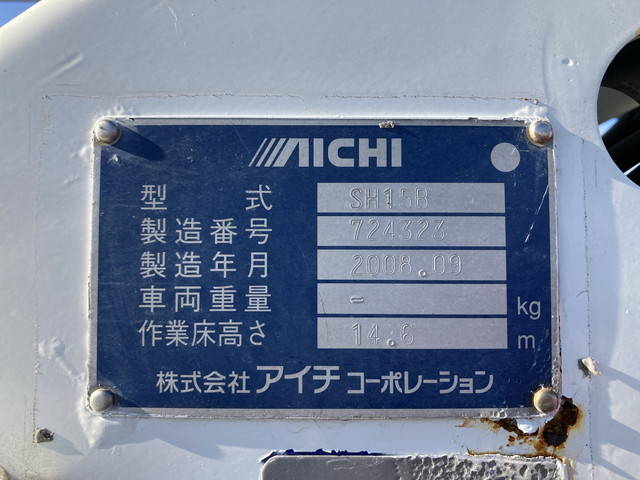 AICHI
型 式 SH15B
製造番号 724323
製造年月 2008.09
車両重量 - kg
作業床高さ 14.6 m
株式会社 アイチ コーポレーション